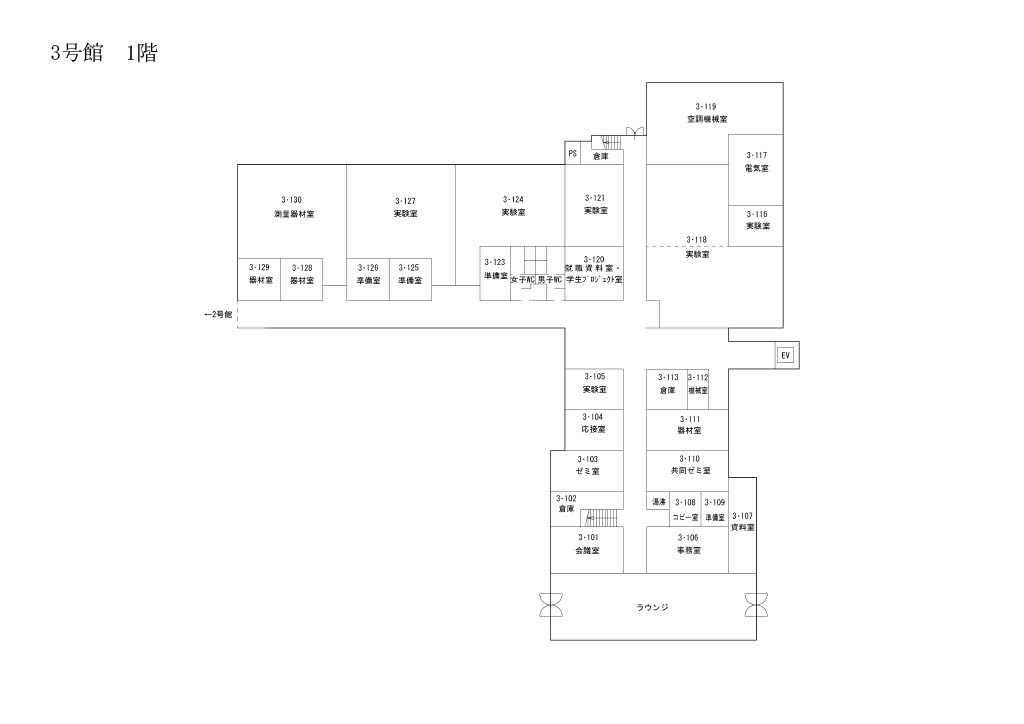 3号館　1階
3-119
空調機械室
PS
倉庫
3-117
電気室
3-130
測量器材室
3-127
実験室
3-124
実験室
3-121
実験室
3-116
実験室
3-118
実験室
3-129
器材室
3-128
器材室
3-126
準備室
3-125
準備室
3-123
準備室
女子WC
男子WC
3-120
就職資料室・
学生プロジェクト室
←2号館
EV
3-105
実験室
3-113
倉庫
3-112
機械室
3-104
応接室
3-111
器材室
3-103
ゼミ室
3-110
共同ゼミ室
3-102
倉庫
湯沸
3-108
コピー室
3-109
準備室
3-107
資料室
3-101
会議室
3-106
事務室
ラウンジ